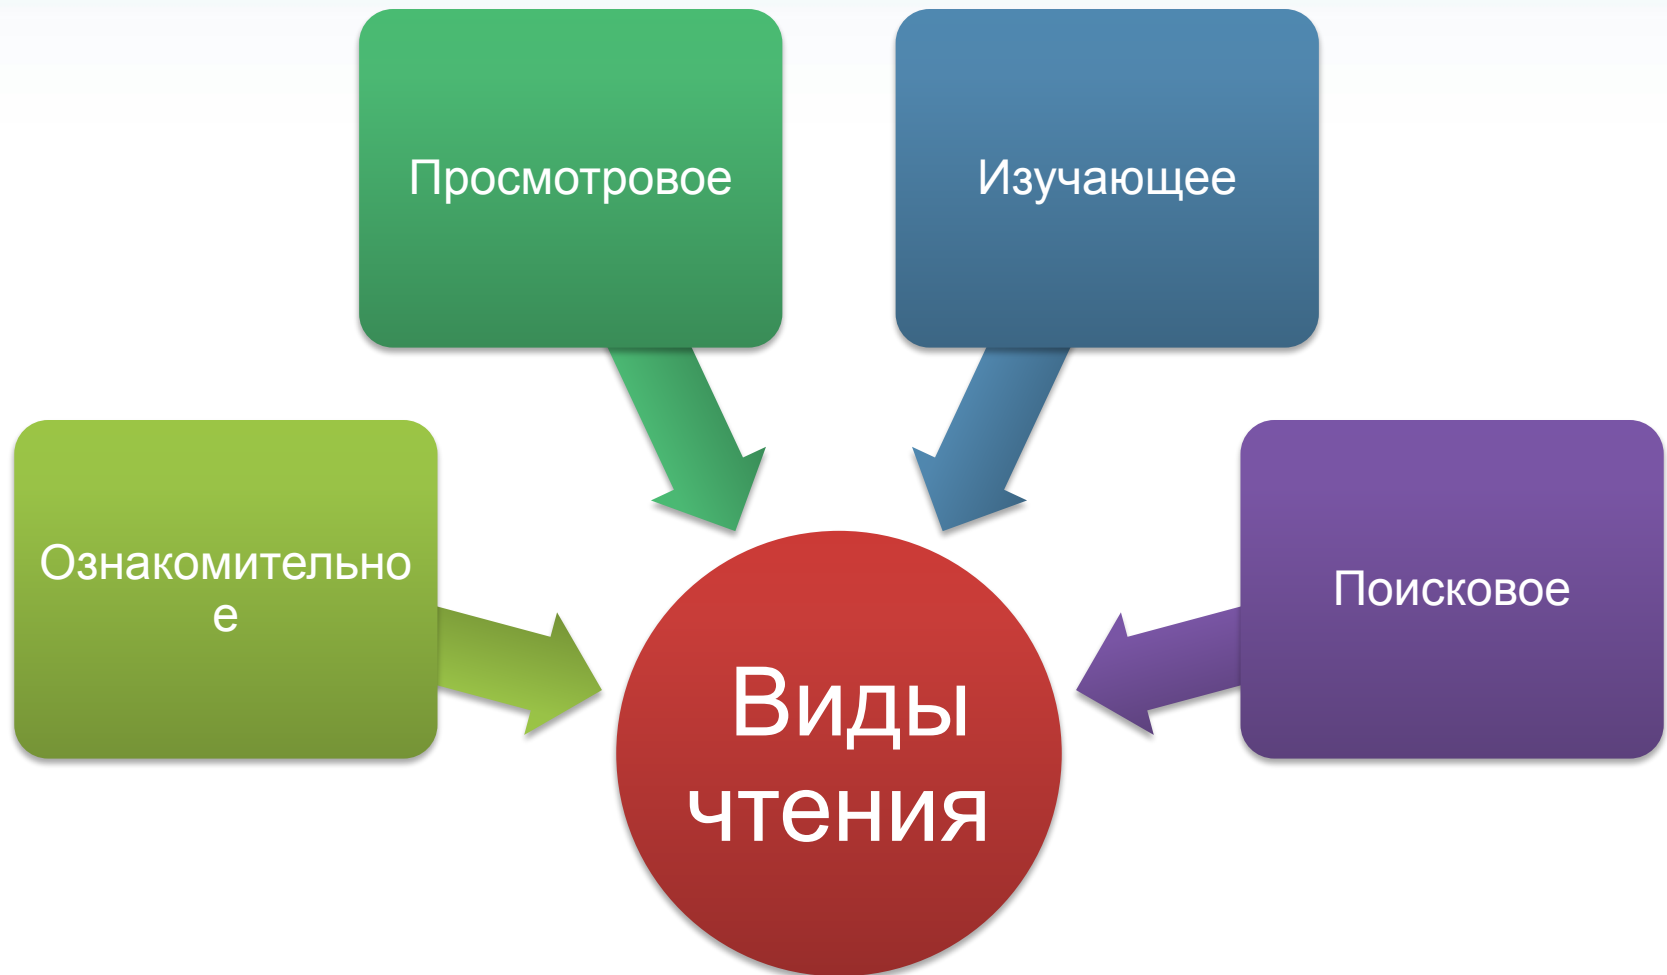 Просмотровое
Изучающее
Ознакомительно
е
Поисковое
Виды
чтения